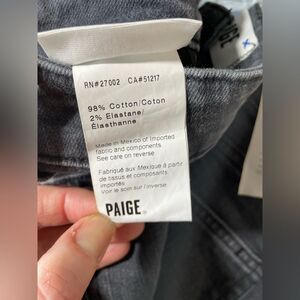 RN#27002 CA#51217
98% Cotton/Coton
2% Elastane/
Élasthanne
Made in Mexico of Imported
fabric and components
See care on reverse
Fabriqué aux Mexique à partir
de tissus et composants
importés
Voir le soin sur l'inverse
PAIGE